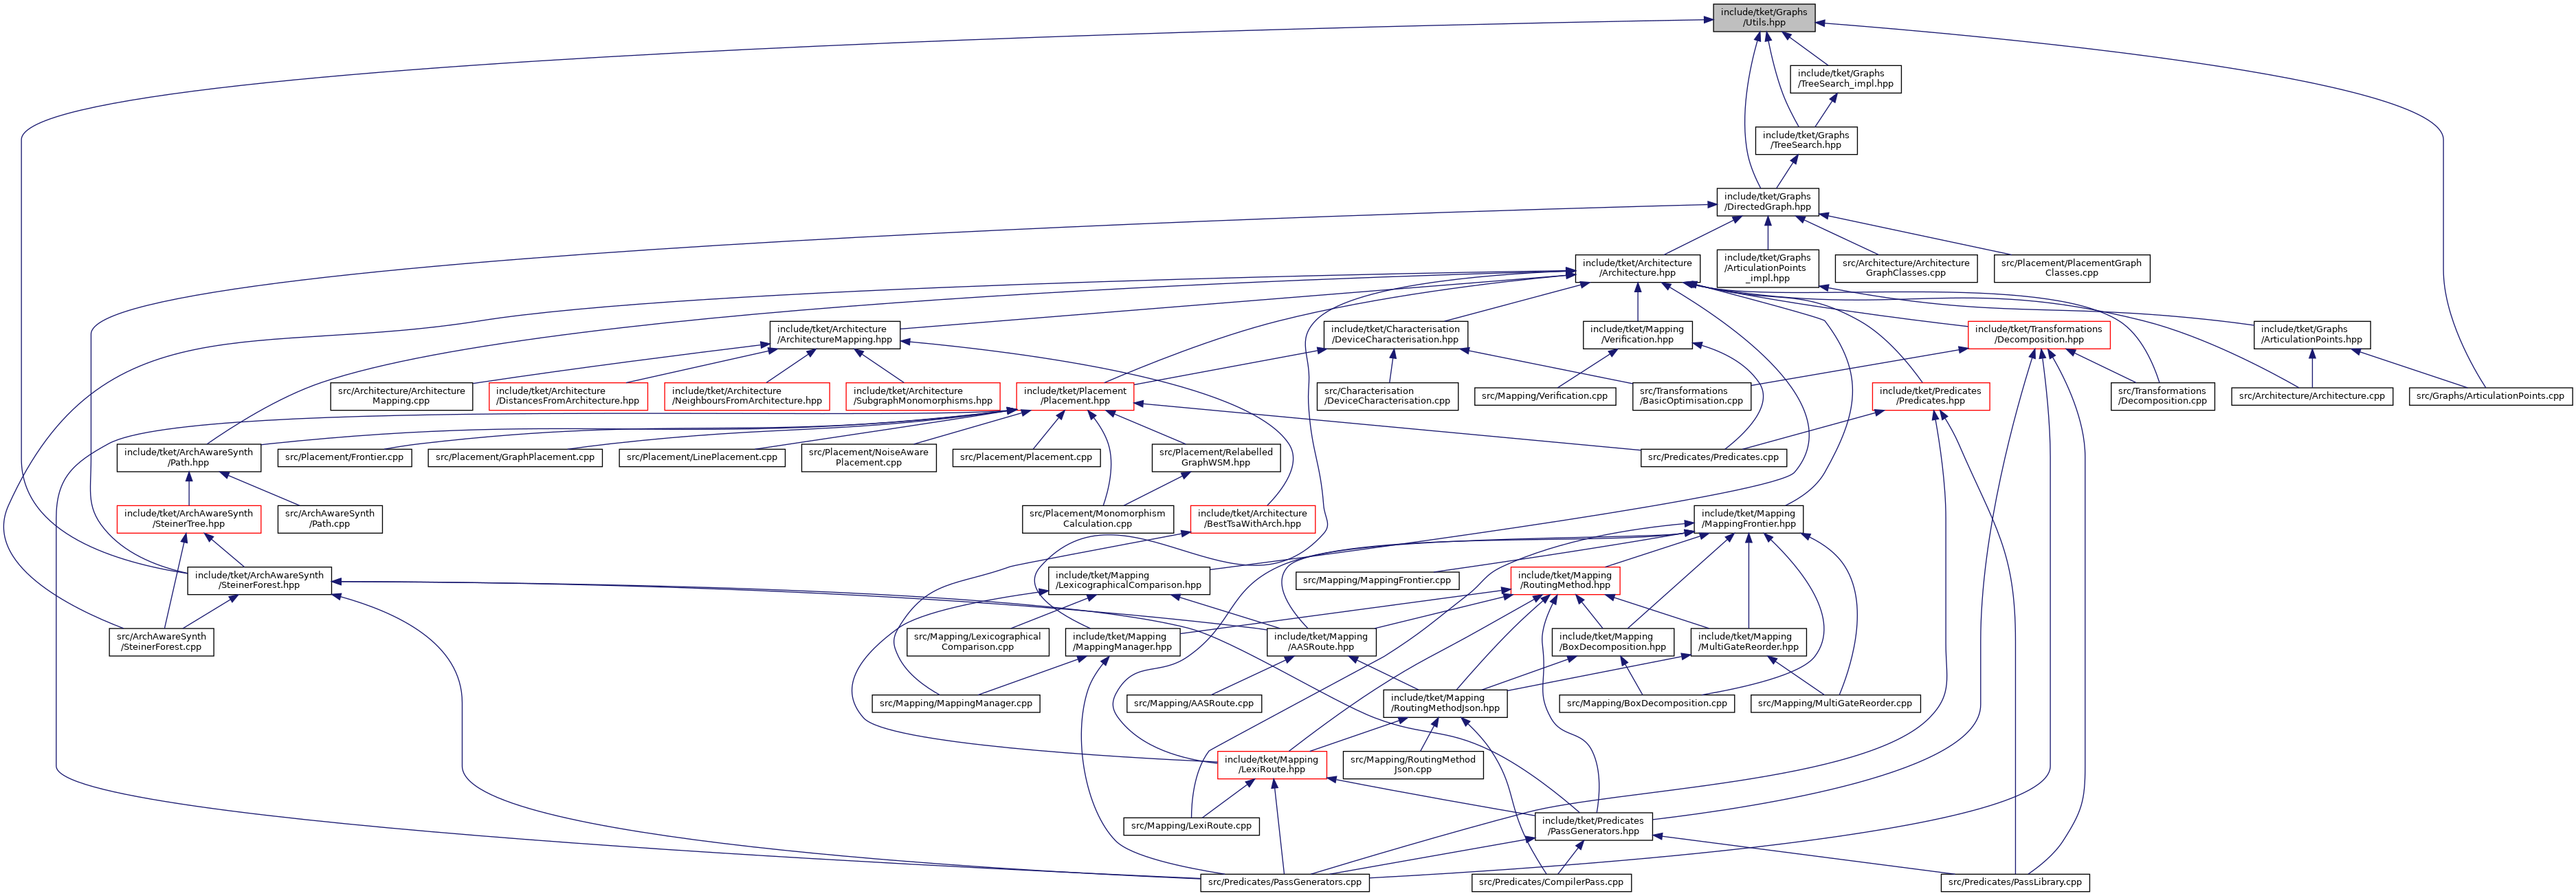 include/tket/Graphs
/Utils.hpp
include/tket/Graphs
/TreeSearch_impl.hpp
include/tket/Graphs
/TreeSearch.hpp
include/tket/Graphs
/DirectedGraph.hpp
include/tket/Architecture
/Architecture.hpp
include/tket/Graphs
/ArticulationPoints
_impl.hpp
src/Architecture/Architecture
GraphClasses.cpp
src/Placement/PlacementGraph
Classes.cpp
include/tket/Architecture
/ArchitectureMapping.hpp
include/tket/Characterisation
/DeviceCharacterisation.hpp
include/tket/Mapping
/Verification.hpp
include/tket/Transformations
/Decomposition.hpp
include/tket/Graphs
/ArticulationPoints.hpp
src/Architecture/Architecture
Mapping.cpp
include/tket/Architecture
/DistancesFromArchitecture.hpp
include/tket/Architecture
/NeighboursFromArchitecture.hpp
include/tket/Architecture
/SubgraphMonomorphisms.hpp
include/tket/Placement
/Placement.hpp
src/Characterisation
/DeviceCharacterisation.cpp
src/Mapping/Verification.cpp
src/Transformations
/BasicOptimisation.cpp
include/tket/Predicates
/Predicates.hpp
src/Transformations
/Decomposition.cpp
src/Architecture/Architecture.cpp
src/Graphs/ArticulationPoints.cpp
include/tket/ArchAwareSynth
/Path.hpp
src/Placement/Frontier.cpp
src/Placement/GraphPlacement.cpp
src/Placement/LinePlacement.cpp
src/Placement/NoiseAware
Placement.cpp
src/Placement/Placement.cpp
src/Placement/Relabelled
GraphWSM.hpp
src/Predicates/Predicates.cpp
include/tket/ArchAwareSynth
/SteinerTree.hpp
src/ArchAwareSynth
/Path.cpp
src/Placement/Monomorphism
Calculation.cpp
include/tket/Architecture
/BestTsaWithArch.hpp
include/tket/Mapping
/MappingFrontier.hpp
include/tket/ArchAwareSynth
/SteinerForest.hpp
include/tket/Mapping
/LexicographicalComparison.hpp
src/Mapping/MappingFrontier.cpp
include/tket/Mapping
/RoutingMethod.hpp
src/ArchAwareSynth
/SteinerForest.cpp
src/Mapping/Lexicographical
Comparison.cpp
include/tket/Mapping
/MappingManager.hpp
include/tket/Mapping
/AASRoute.hpp
include/tket/Mapping
/BoxDecomposition.hpp
include/tket/Mapping
/MultiGateReorder.hpp
src/Mapping/MappingManager.cpp
src/Mapping/AASRoute.cpp
include/tket/Mapping
/RoutingMethodJson.hpp
src/Mapping/BoxDecomposition.cpp
src/Mapping/MultiGateReorder.cpp
include/tket/Mapping
/LexiRoute.hpp
src/Mapping/RoutingMethod
Json.cpp
src/Mapping/LexiRoute.cpp
include/tket/Predicates
/PassGenerators.hpp
src/Predicates/PassGenerators.cpp
src/Predicates/CompilerPass.cpp
src/Predicates/PassLibrary.cpp